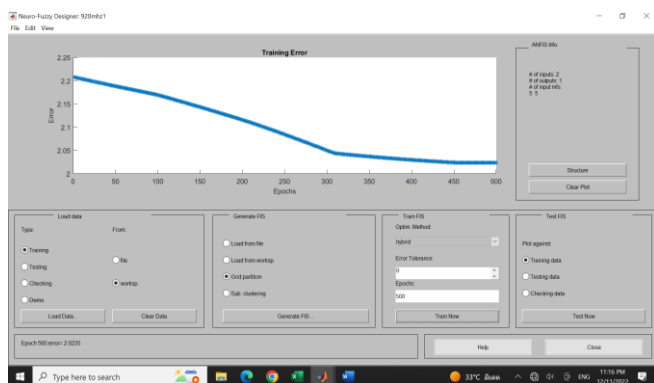 Neuro-Fuzzy Designer: 920mhz1
File Edit View
Training Error
2.25
2.2
2.15
2.1
2.05
2
Error
0 50 100 150 200 250 300 350 400 450 500
Epochs
ANFIS Info
# of inputs: 2
# of outputs: 1
# of input mfs:
5 5
Structure
Clear Plot
Load data
Type: From:
Training
Testing
Checking
Demo
file
worksp.
Load Data... Clear Data
Generate FIS
Load from file
Load from worksp.
Grid partition
Sub. clustering
Generate FIS...
Train FIS
Optim. Method:
hybrid
Error Tolerance:
0
Epochs:
500
Train Now
Test FIS
Plot against:
Training data
Testing data
Checking data
Test Now
Epoch 500:error= 2.0235
Help Close
Type here to search
33°C
ENG
11:16 PM
12/11/2022